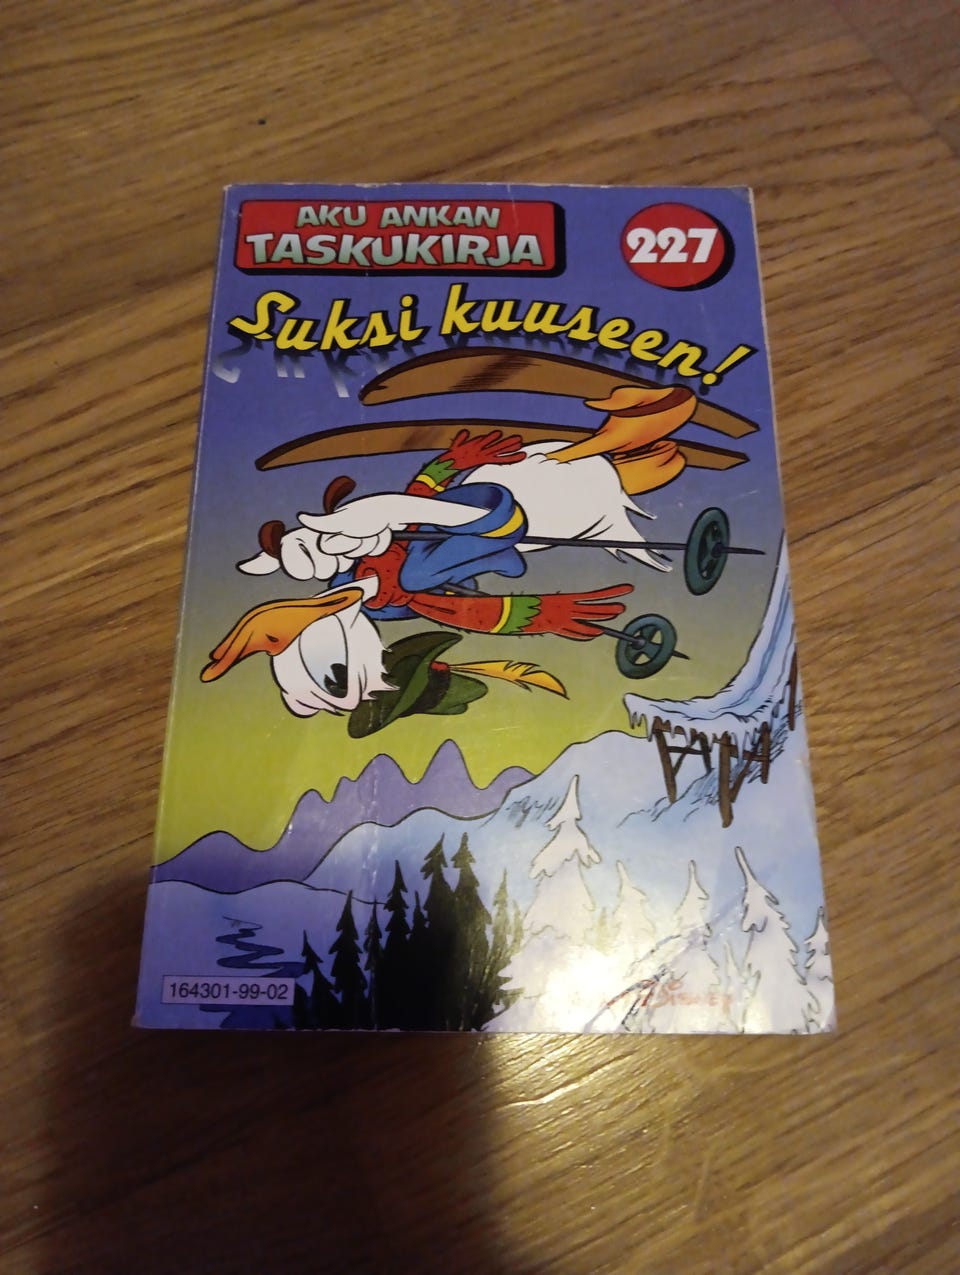 AKU ANKAN
TASKUKIRJA
227
Suksi kuuseen!
164301-99-02